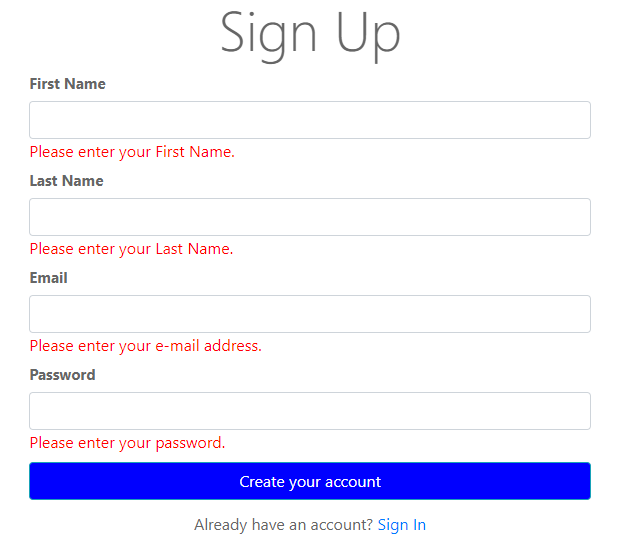 Sign Up
First Name
Please enter your First Name.
Last Name
Please enter your Last Name.
Email
Please enter your e-mail address.
Password
Please enter your password.
Create your account
Already have an account? Sign In